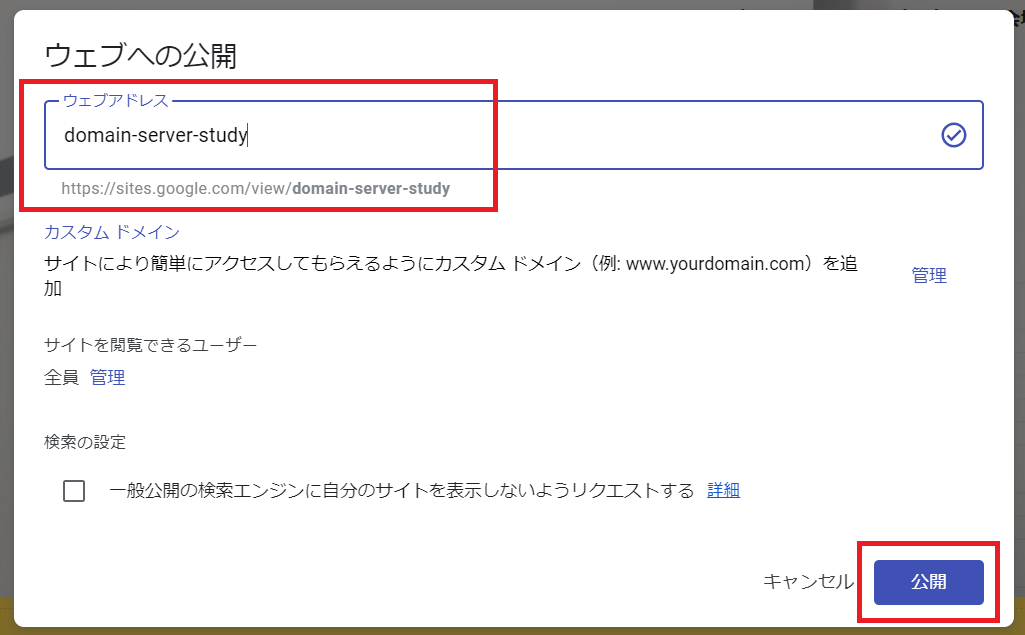 ウェブへの公開
ウェブアドレス
domain-server-study
https://sites.google.com/view/domain-server-study
カスタム ドメイン
サイトにより簡単にアクセスしてもらえるようにカスタム ドメイン（例: www.yourdomain.com）を追
加
管理
サイトを閲覧できるユーザー
全員 管理
検索の設定
一般公開の検索エンジンに自分のサイトを表示しないようリクエストする 詳細
キャンセル 公開